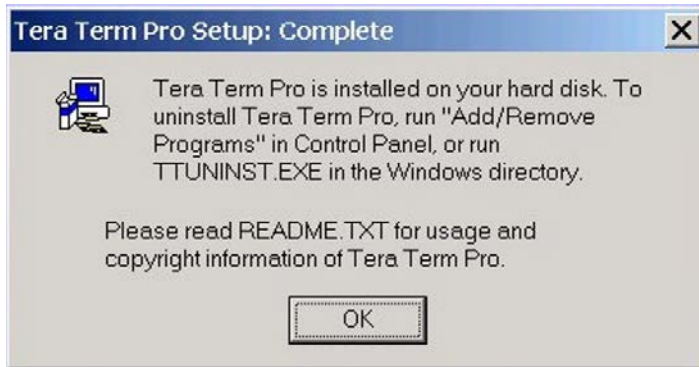 Tera Term Pro Setup: Complete
Tera Term Pro is installed on your hard disk. To
uninstall Tera Term Pro, run "Add/Remove
Programs" in Control Panel, or run
TTUNINST.EXE in the Windows directory.
Please read README.TXT for usage and
copyright information of Tera Term Pro.
OK